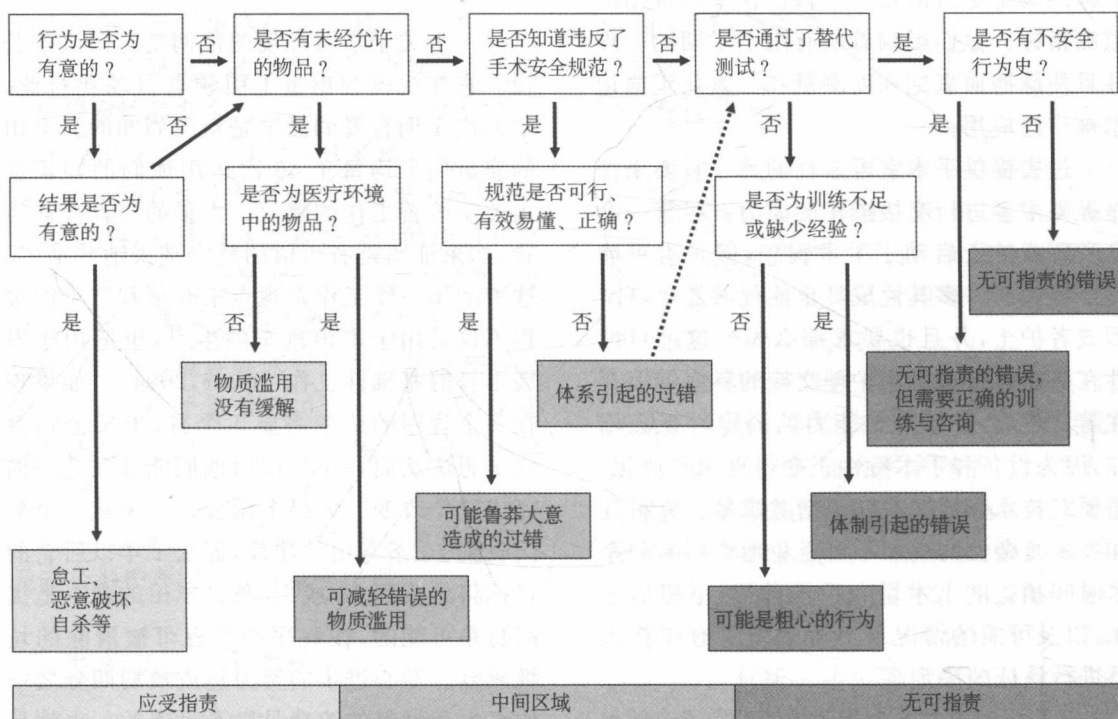 行为是否为
有意的？
否
是否有未经允许
的物品？
否
是否知道违反了
手术安全规范？
否
是否通过了替代
测试？
是
是否有不安全
行为史？
是
否
是
是
否
是
否
结果是否为
有意的？
是否为医疗环境
中的物品？
规范是否可行、
有效易懂、正确？
是否为训练不足
或缺少经验？
无可指责的错误
是
否
是
是
否
否
是
物质滥用
没有缓解
体系引起的过错
无可指责的错误，
但需要正确的训
练与咨询
可能鲁莽大意
造成的过错
体制引起的错误
怠工、
恶意破坏
自杀等
可减轻错误的
物质滥用
可能是粗心的行为
应受指责
中间区域
无可指责